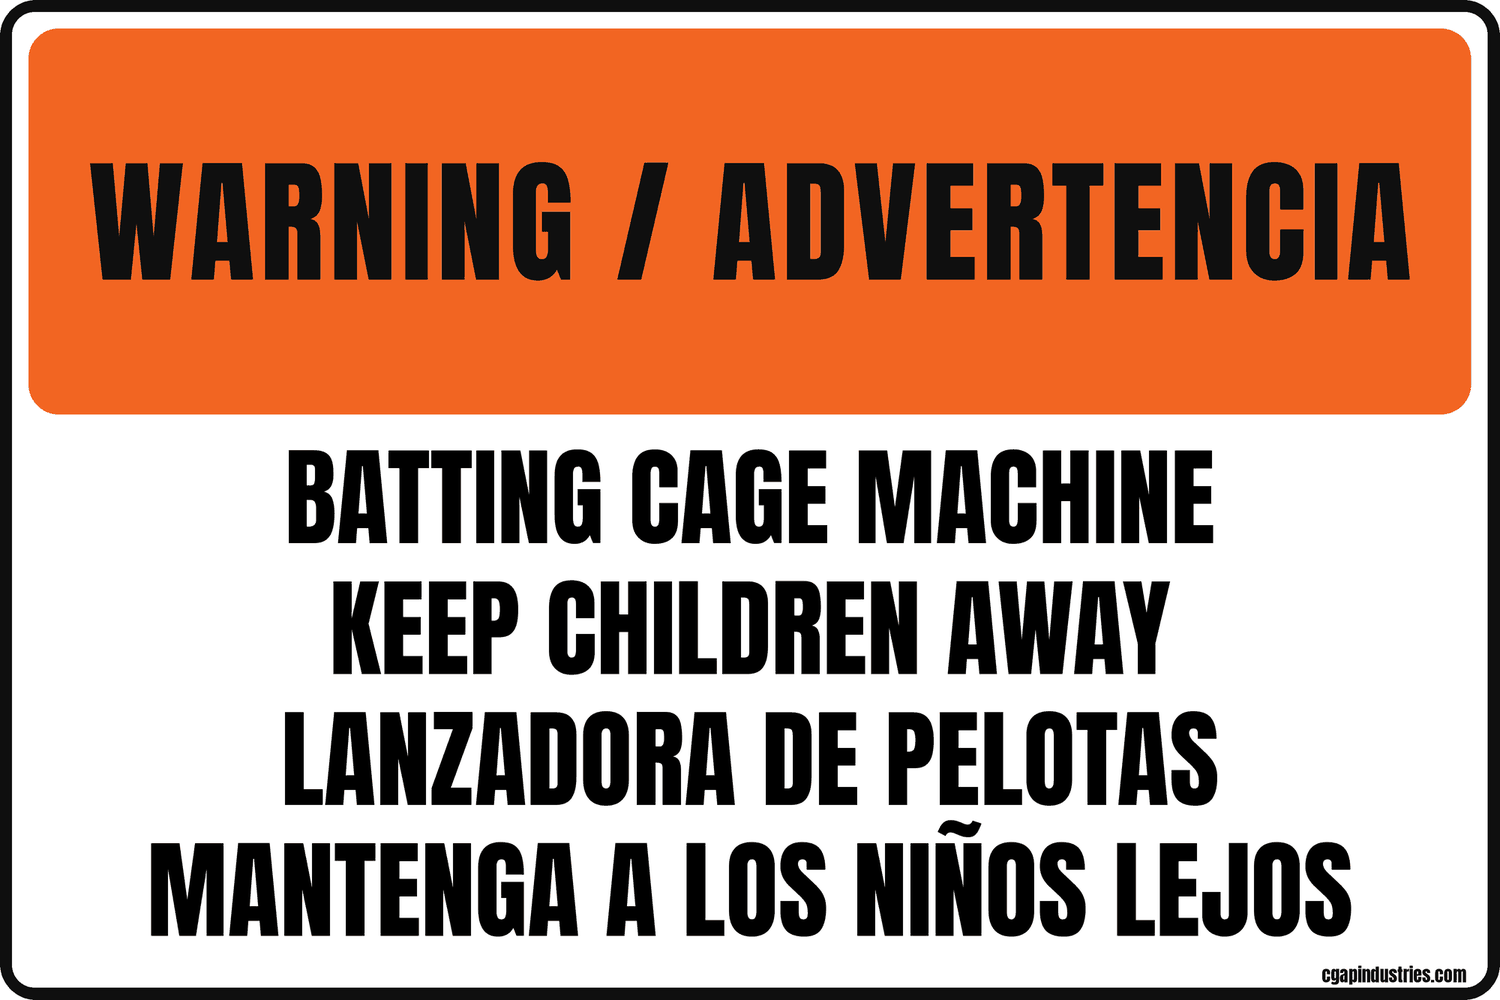 WARNING / ADVERTENCIA
BATTING CAGE MACHINE
KEEP CHILDREN AWAY
LANZADORA DE PELOTAS
MANTENGA A LOS NIÑOS LEJOS
cgapindustries.com